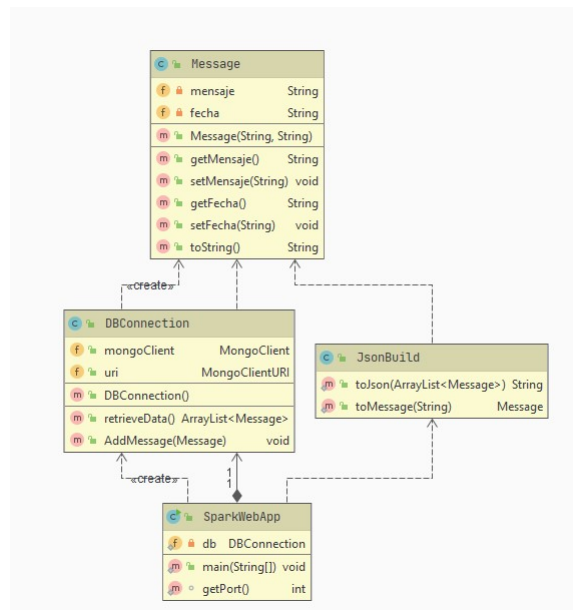 Message
mensaje String
fecha String
Message(String, String)
getMensaje() String
setMensaje(String) void
getFecha() String
setFecha(String) void
toString() String
«create»
DBConnection
mongoClient MongoClient
uri MongoClientURI
DBConnection()
retrieveData() ArrayList<Message>
AddMessage(Message) void
JsonBuild
toJson(ArrayList<Message>) String
toMessage(String) Message
«create»
1
1
SparkWebApp
db DBConnection
main(String[]) void
getPort() int